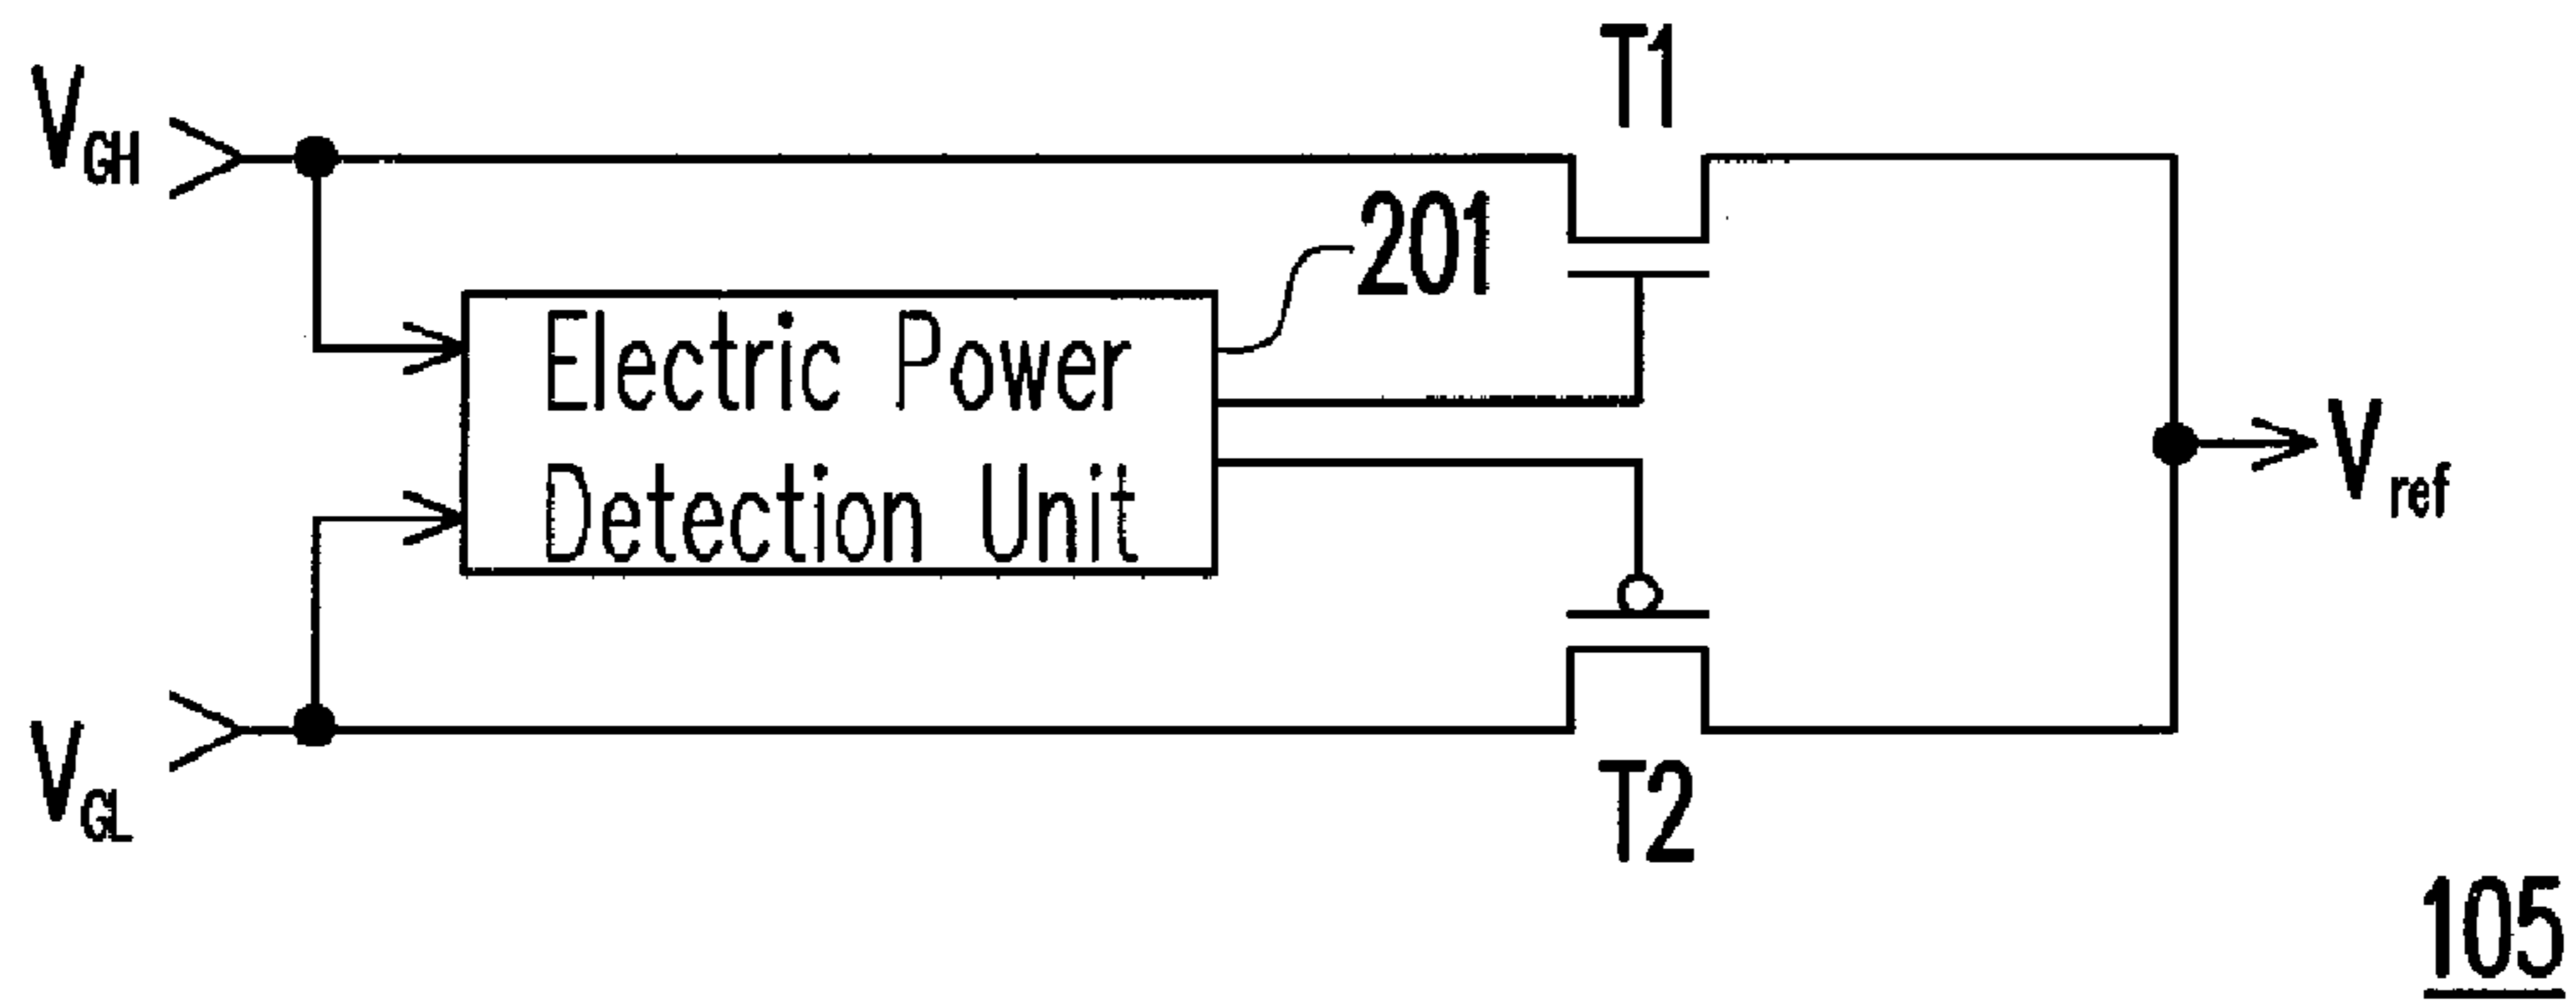 T1
V_GH
201
Electric Power
Detection Unit
V_ref
V_GL
T2
105